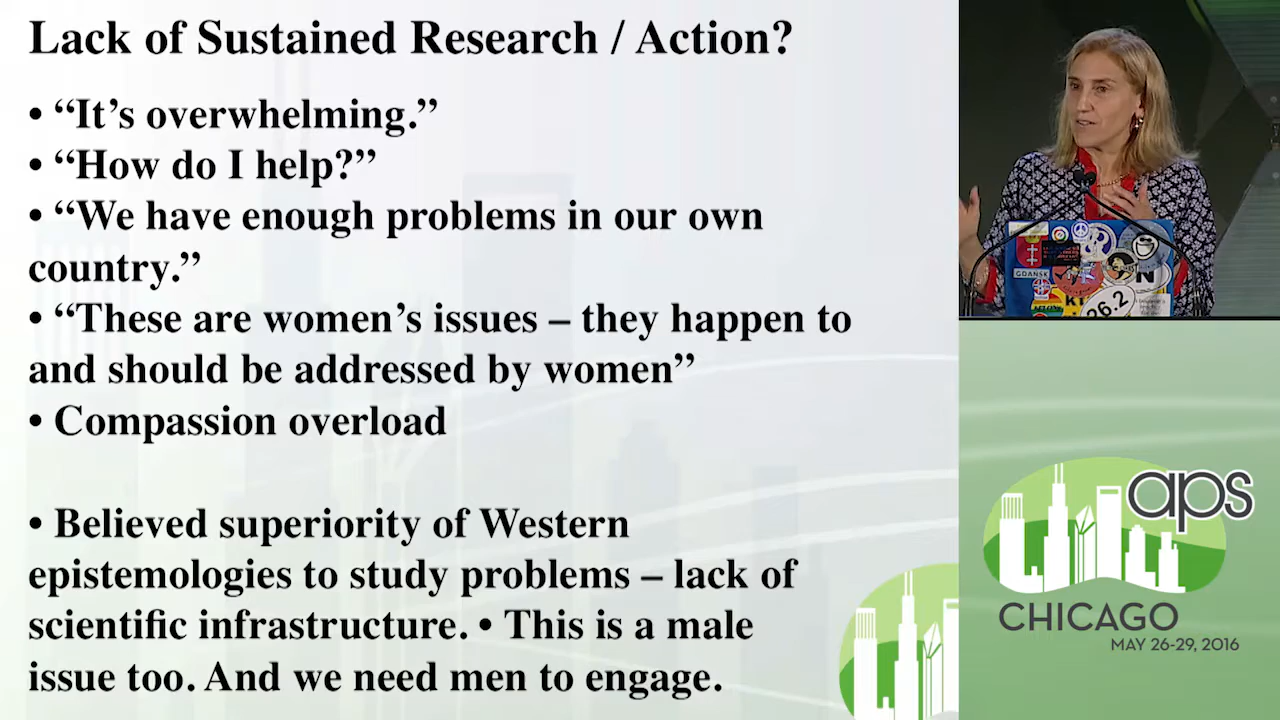 Lack of Sustained Research / Action?
• “It’s overwhelming.”
• “How do I help?”
• “We have enough problems in our own
country.”
• “These are women’s issues – they happen to
and should be addressed by women”
• Compassion overload
• Believed superiority of Western
epistemologies to study problems – lack of
scientific infrastructure. • This is a male
issue too. And we need men to engage.
GDAŃSK
N
26.2
aps
CHICAGO
MAY 26-29, 2016